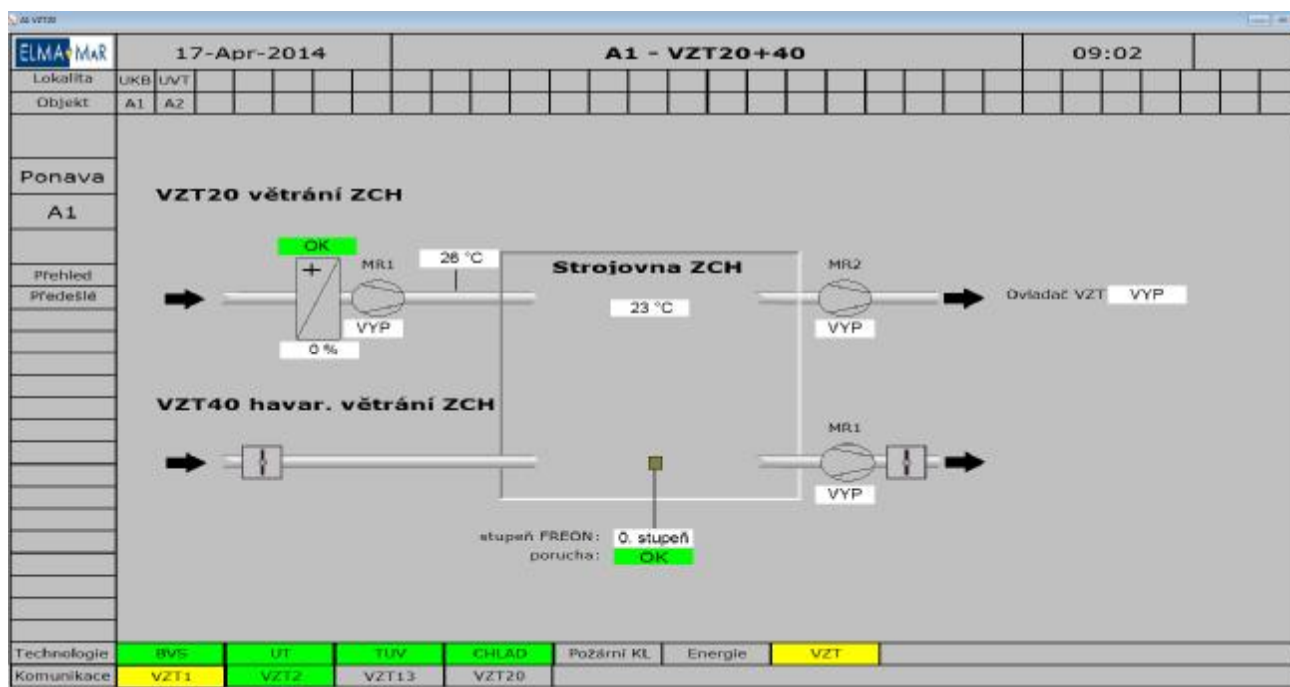 A1 VZT20
ELMA MAR 17-Apr-2014 A1 - VZT20+40 09:02
Lokalita UKB UVT
Objekt A1 A2
Ponava
A1
Přehled
Předešlé
VZT20 větrání ZCH
OK
MR1
26 °C
Strojovna ZCH
MR2
23 °C
Ovladač VZT VYP
VYP
VYP
0 %
VZT40 havar. větrání ZCH
MR1
VYP
stupeň FREON: 0. stupeň
porucha: OK
Technologie BVS UT TUV CHLAD Požární KL Energie VZT
Komunikace VZT1 VZT2 VZT13 VZT20